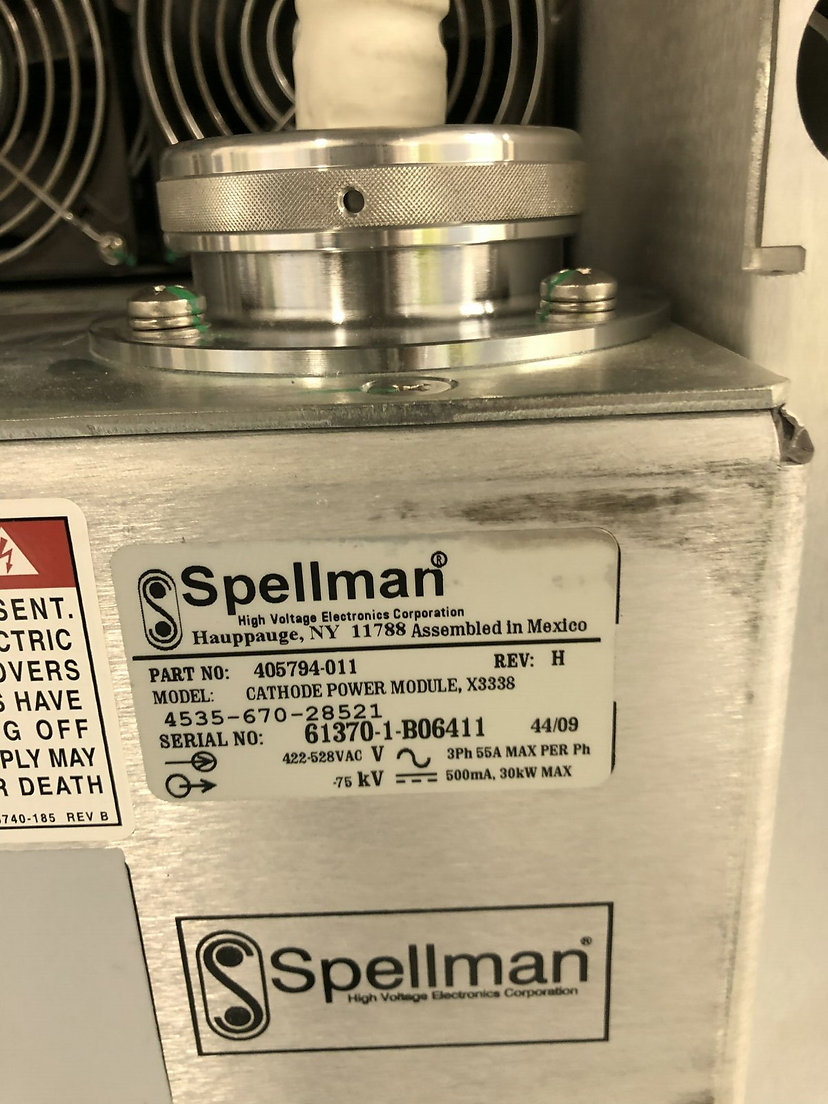 Spellman®
High Voltage Electronics Corporation
Hauppauge, NY 11788 Assembled in Mexico
PART NO: 405794-011 REV: H
MODEL: CATHODE POWER MODULE, X3338
4535-670-28521
SERIAL NO: 61370-1-B06411 44/09
422-528VAC V 3Ph 55A MAX PER Ph
-75 kV 500mA, 30kW MAX
SENT.
CTRIC
OVERS
S HAVE
G OFF
PLY MAY
R DEATH
740-185 REV B
Spellman®
High Voltage Electronics Corporation